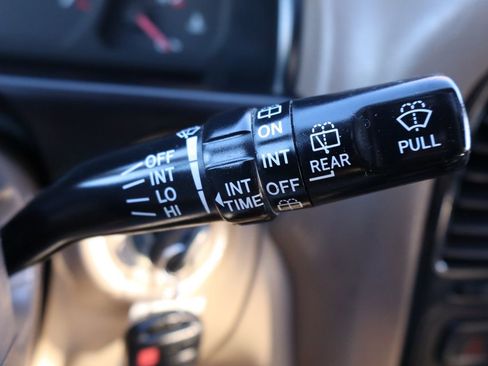 OFF
INT
LO
HI
INT
TIME
ON
INT
OFF
REAR
PULL